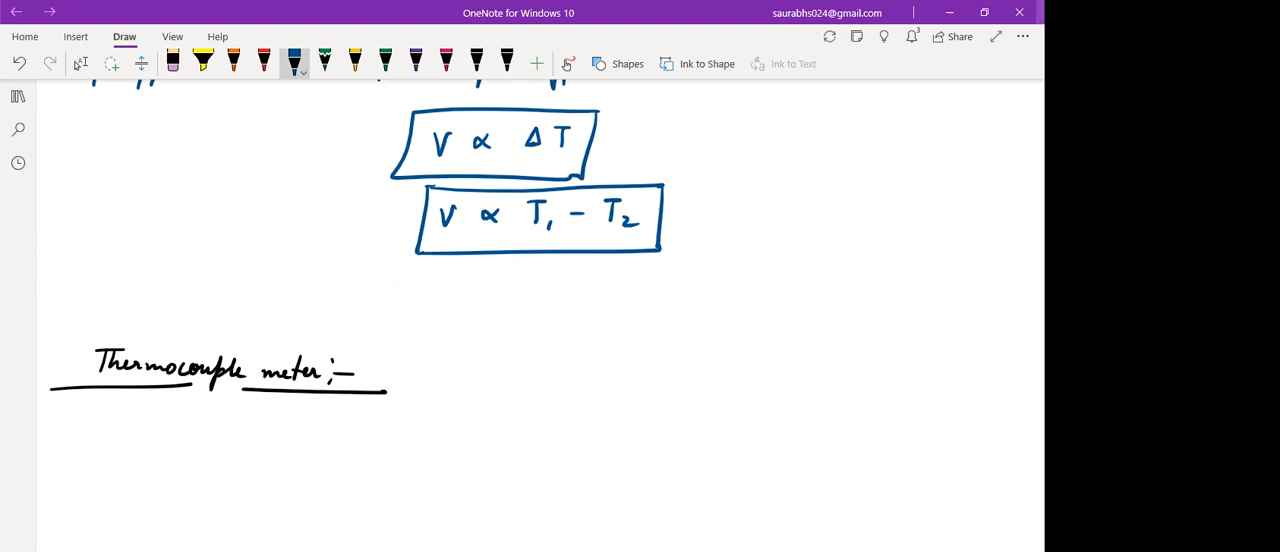 OneNote for Windows 10
saurabhs024@gmail.com
Home Insert Draw View Help
3
Share
Shapes
Ink to Shape
Ink to Text
V ∝ Δ T
V ∝ T₁ - T₂
Thermocouple meter :-